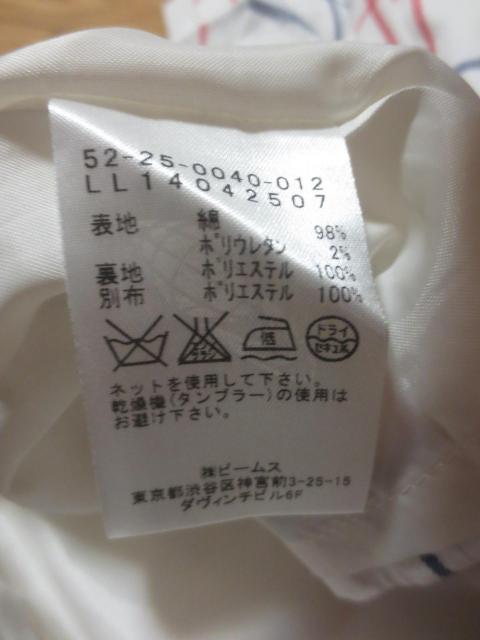 52-25-0040-012
LL14042507
表地 綿 98%
ポリウレタン 2%
裏地 ポリエステル 100%
別布 ポリエステル 100%
低 ドライ
セキユ系
ネットを使用して下さい。
乾燥機(タンブラー)の使用は
お避け下さい。
㈱ビームス
東京都渋谷区神宮前3-25-15
ダヴィンチビル6F